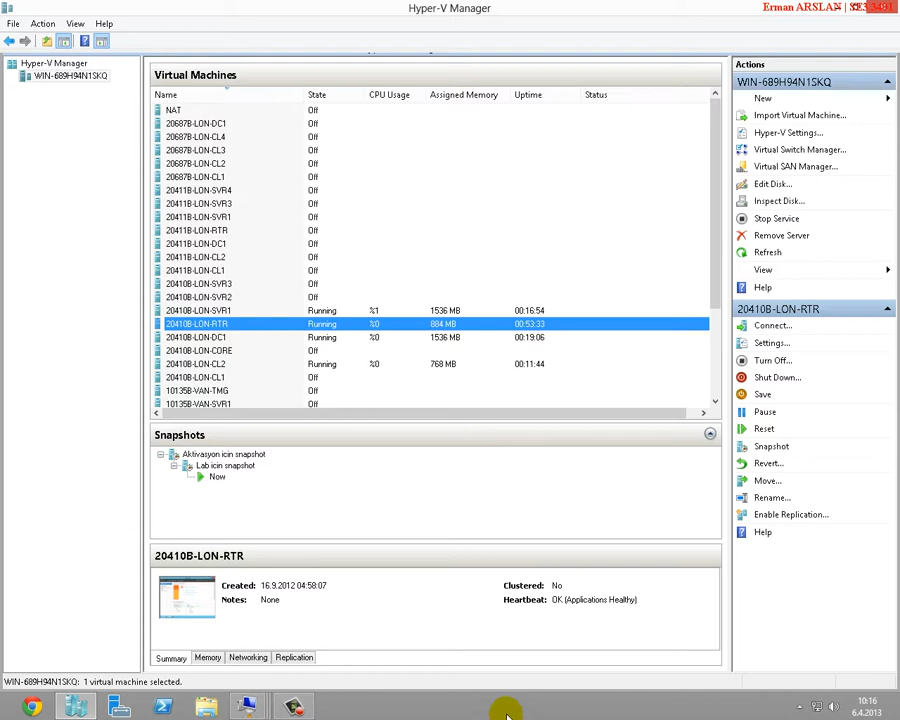 Hyper-V Manager
Erman ARSLAN | SE3 3481
File Action View Help
Hyper-V Manager
WIN-689H94N1SKQ
Virtual Machines
Name State CPU Usage Assigned Memory Uptime Status
NAT Off
20687B-LON-DC1 Off
20687B-LON-CL4 Off
20687B-LON-CL3 Off
20687B-LON-CL2 Off
20687B-LON-CL1 Off
20411B-LON-SVR4 Off
20411B-LON-SVR3 Off
20411B-LON-SVR1 Off
20411B-LON-RTR Off
20411B-LON-DC1 Off
20411B-LON-CL2 Off
20411B-LON-CL1 Off
20410B-LON-SVR3 Off
20410B-LON-SVR2 Off
20410B-LON-SVR1 Running %1 1536 MB 00:16:54
20410B-LON-RTR Running %0 884 MB 00:53:33
20410B-LON-DC1 Running %0 1536 MB 00:19:06
20410B-LON-CORE Off
20410B-LON-CL2 Running %0 768 MB 00:11:44
20410B-LON-CL1 Off
10135B-VAN-TMG Off
10135B-VAN-SVR1 Off
Snapshots
Aktivasyon icin snapshot
Lab icin snapshot
Now
20410B-LON-RTR
Created: 16.9.2012 04:58:07 Clustered: No
Notes: None Heartbeat: OK (Applications Healthy)
Summary Memory Networking Replication
Actions
WIN-689H94N1SKQ
New
Import Virtual Machine...
Hyper-V Settings...
Virtual Switch Manager...
Virtual SAN Manager...
Edit Disk...
Inspect Disk...
Stop Service
Remove Server
Refresh
View
Help
20410B-LON-RTR
Connect...
Settings...
Turn Off...
Shut Down...
Save
Pause
Reset
Snapshot
Revert...
Move...
Rename...
Enable Replication...
Help
WIN-689H94N1SKQ: 1 virtual machine selected.
10:16
6.4.2013